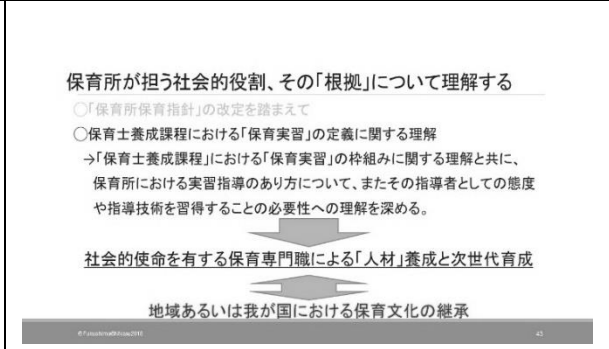 保育所が担う社会的役割、その「根拠」について理解する
○「保育所保育指針」の改定を踏まえて
○保育士養成課程における「保育実習」の定義に関する理解
→「保育士養成課程」における「保育実習」の枠組みに関する理解と共に、
保育所における実習指導のあり方について、またその指導者としての態度
や指導技術を習得することの必要性への理解を深める。
社会的使命を有する保育専門職による「人材」養成と次世代育成
地域あるいは我が国における保育文化の継承
43